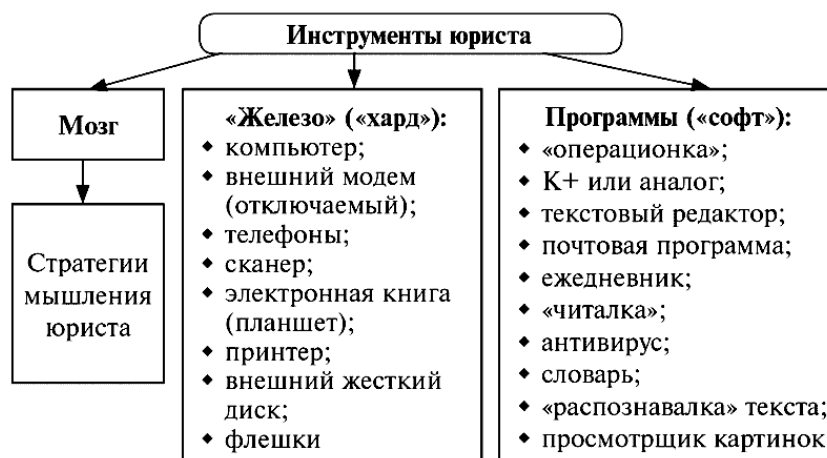 Инструменты юриста
Мозг
Стратегии
мышления
юриста
«Железо» («хард»):
◆ компьютер;
◆ внешний модем
(отключаемый);
◆ телефоны;
◆ сканер;
◆ электронная книга
(планшет);
◆ принтер;
◆ внешний жесткий
диск;
◆ флешки
Программы («софт»):
◆ «операционка»;
◆ К+ или аналог;
◆ текстовый редактор;
◆ почтовая программа;
◆ ежедневник;
◆ «читалка»;
◆ антивирус;
◆ словарь;
◆ «распознавалка» текста;
◆ просмотрщик картинок